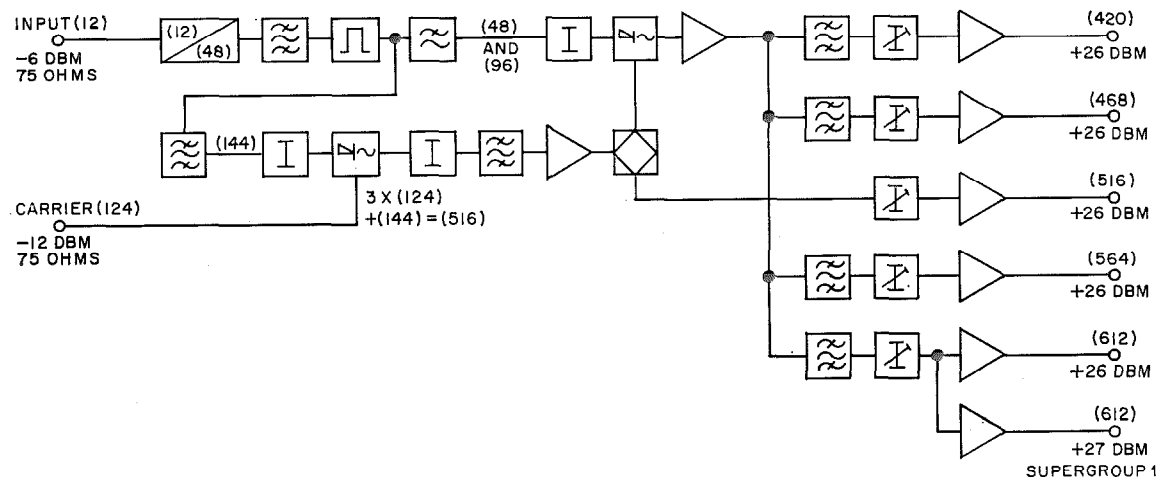 INPUT (12)
-6 DBM
75 OHMS
(12)
(48)
(48)
AND
(96)
(420)
+26 DBM
(468)
+26 DBM
(144)
3 X (124)
+(144) = (516)
CARRIER (124)
-12 DBM
75 OHMS
(516)
+26 DBM
(564)
+26 DBM
(612)
+26 DBM
(612)
+27 DBM
SUPERGROUP 1